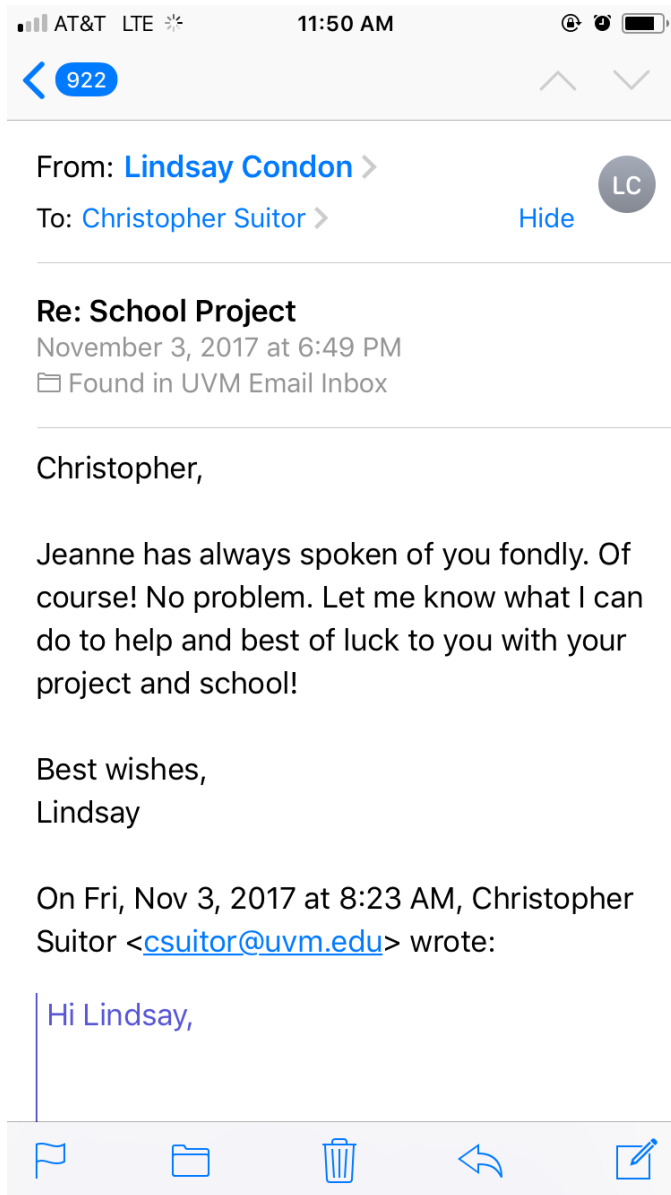 AT&T LTE 11:50 AM
922
From: Lindsay Condon
LC
To: Christopher Suitor Hide
Re: School Project
November 3, 2017 at 6:49 PM
Found in UVM Email Inbox
Christopher,
Jeanne has always spoken of you fondly. Of
course! No problem. Let me know what I can
do to help and best of luck to you with your
project and school!
Best wishes,
Lindsay
On Fri, Nov 3, 2017 at 8:23 AM, Christopher
Suitor <csuitor@uvm.edu> wrote:
Hi Lindsay,